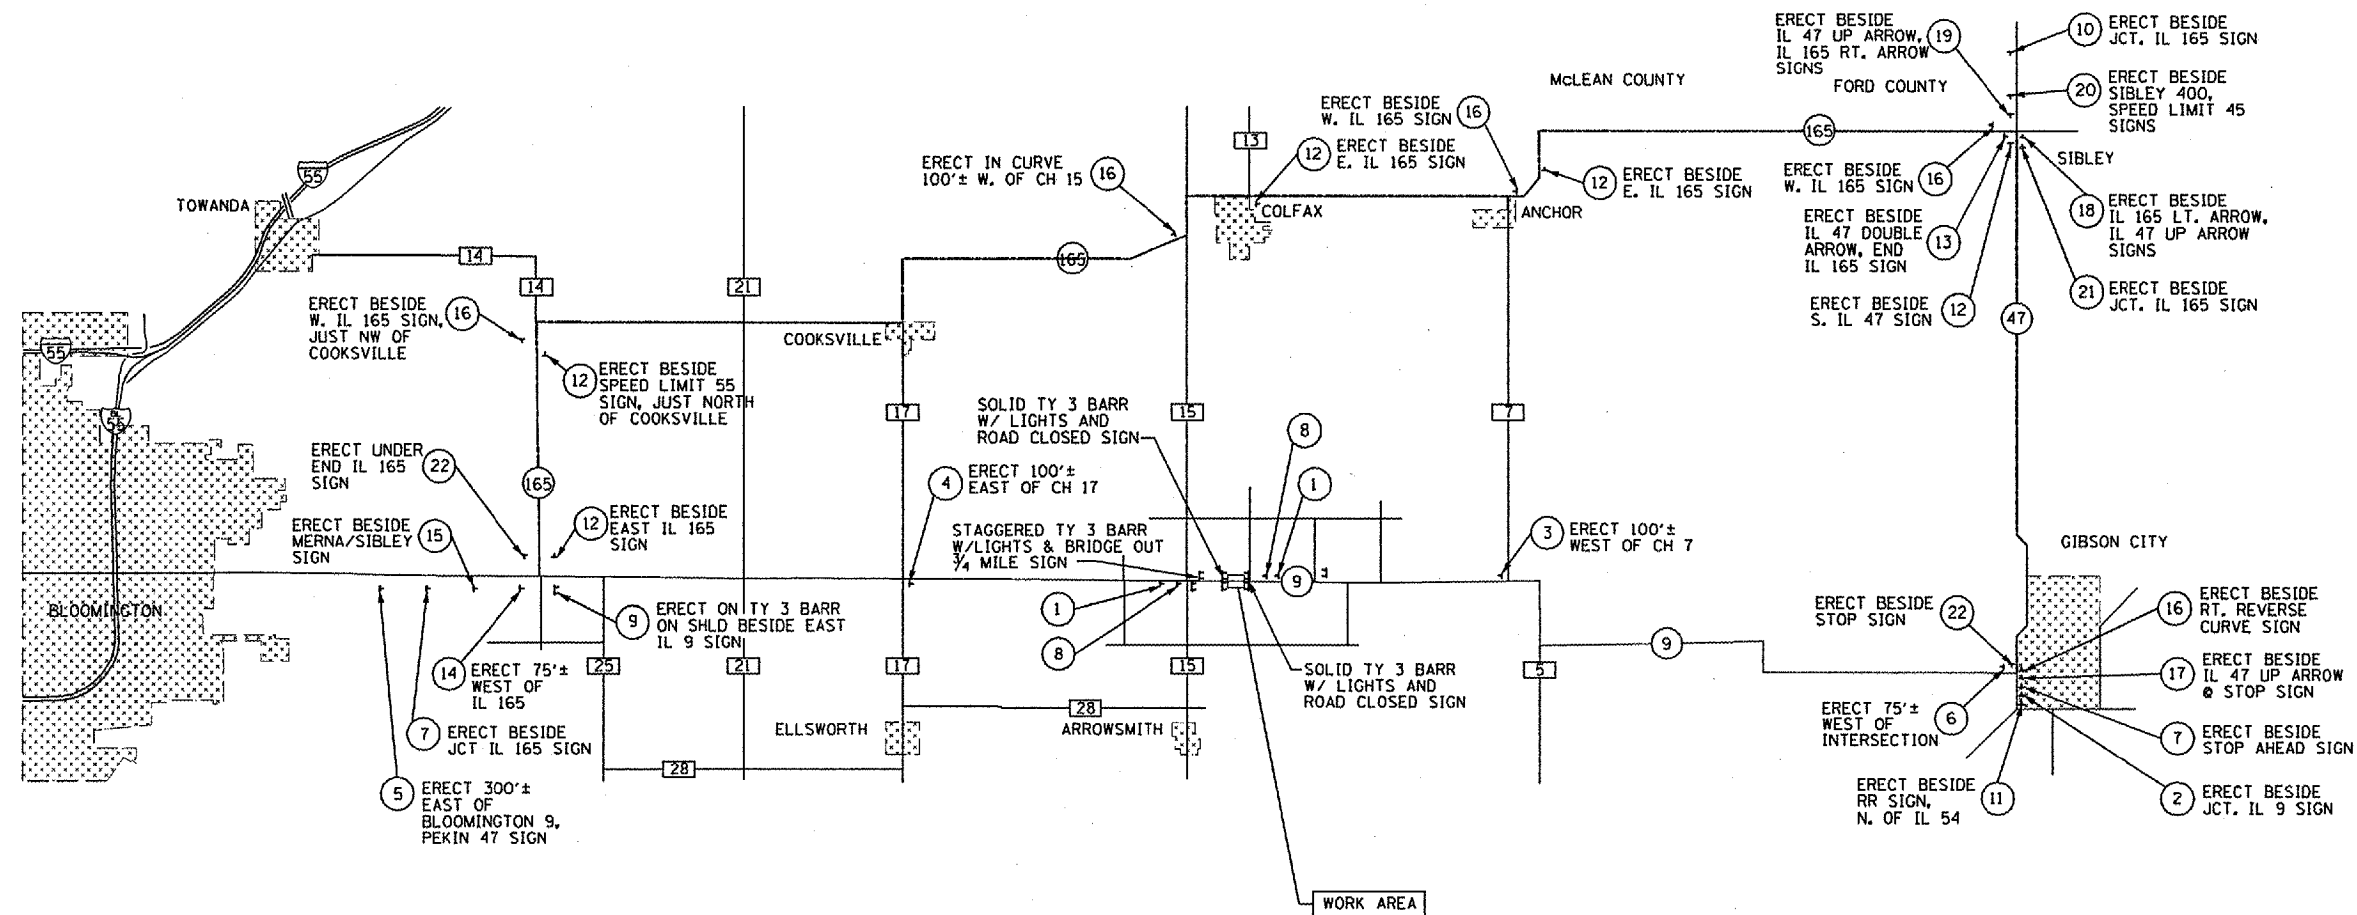 ERECT BESIDE
IL 47 UP ARROW,
IL 165 RT. ARROW
SIGNS
19
10
ERECT BESIDE
JCT. IL 165 SIGN
McLEAN COUNTY
FORD COUNTY
20
ERECT BESIDE
SIBLEY 400,
SPEED LIMIT 45
SIGNS
ERECT BESIDE
W. IL 165 SIGN
16
13
12
ERECT BESIDE
E. IL 165 SIGN
165
ERECT IN CURVE
100'± W. OF CH 15
16
12
ERECT BESIDE
E. IL 165 SIGN
ERECT BESIDE
W. IL 165 SIGN
16
SIBLEY
18
ERECT BESIDE
IL 165 LT. ARROW,
IL 47 UP ARROW
SIGNS
55
TOWANDA
COLFAX
ANCHOR
ERECT BESIDE
IL 47 DOUBLE
ARROW, END
IL 165 SIGN
13
14
165
14
21
21
ERECT BESIDE
JCT. IL 165 SIGN
ERECT BESIDE
S. IL 47 SIGN
12
47
ERECT BESIDE
W. IL 165 SIGN,
JUST NW OF
COOKSVILLE
16
COOKSVILLE
55
12
ERECT BESIDE
SPEED LIMIT 55
SIGN, JUST NORTH
OF COOKSVILLE
BL
55
17
SOLID TY 3 BARR
W/ LIGHTS AND
ROAD CLOSED SIGN
15
7
8
ERECT UNDER
END IL 165
SIGN
22
165
4
ERECT 100'±
EAST OF CH 17
1
ERECT BESIDE
MERNA/SIBLEY
SIGN
15
12
ERECT BESIDE
EAST IL 165
SIGN
STAGGERED TY 3 BARR
W/LIGHTS & BRIDGE OUT
3/4 MILE SIGN
3
ERECT 100'±
WEST OF CH 7
GIBSON CITY
BLOOMINGTON
9
ERECT ON TY 3 BARR
ON SHLD BESIDE EAST
IL 9 SIGN
1
9
ERECT BESIDE
STOP SIGN
22
16
ERECT BESIDE
RT. REVERSE
CURVE SIGN
8
9
14
ERECT 75'±
WEST OF
IL 165
25
21
17
15
SOLID TY 3 BARR
W/ LIGHTS AND
ROAD CLOSED SIGN
5
17
ERECT BESIDE
IL 47 UP ARROW
@ STOP SIGN
7
ERECT BESIDE
JCT IL 165 SIGN
ELLSWORTH
28
ARROWSMITH
ERECT 75'±
WEST OF
INTERSECTION
6
7
ERECT BESIDE
STOP AHEAD SIGN
28
5
ERECT 300'±
EAST OF
BLOOMINGTON 9,
PEKIN 47 SIGN
ERECT BESIDE
RR SIGN,
N. OF IL 54
11
2
ERECT BESIDE
JCT. IL 9 SIGN
WORK AREA